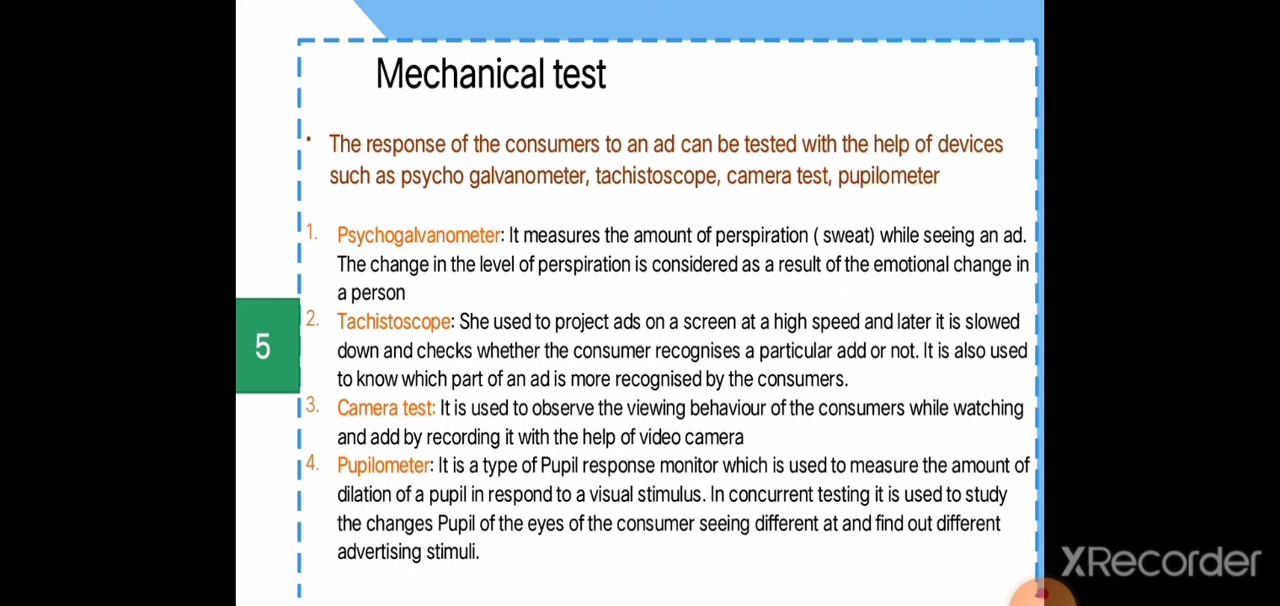 Mechanical test
• The response of the consumers to an ad can be tested with the help of devices
such as psycho galvanometer, tachistoscope, camera test, pupilometer
1. Psychogalvanometer: It measures the amount of perspiration ( sweat) while seeing an ad.
The change in the level of perspiration is considered as a result of the emotional change in
a person
2. Tachistoscope: She used to project ads on a screen at a high speed and later it is slowed
5
down and checks whether the consumer recognises a particular add or not. It is also used
to know which part of an ad is more recognised by the consumers.
3. Camera test: It is used to observe the viewing behaviour of the consumers while watching
and add by recording it with the help of video camera
4. Pupilometer: It is a type of Pupil response monitor which is used to measure the amount of
dilation of a pupil in respond to a visual stimulus. In concurrent testing it is used to study
the changes Pupil of the eyes of the consumer seeing different at and find out different
advertising stimuli.
XRecorder